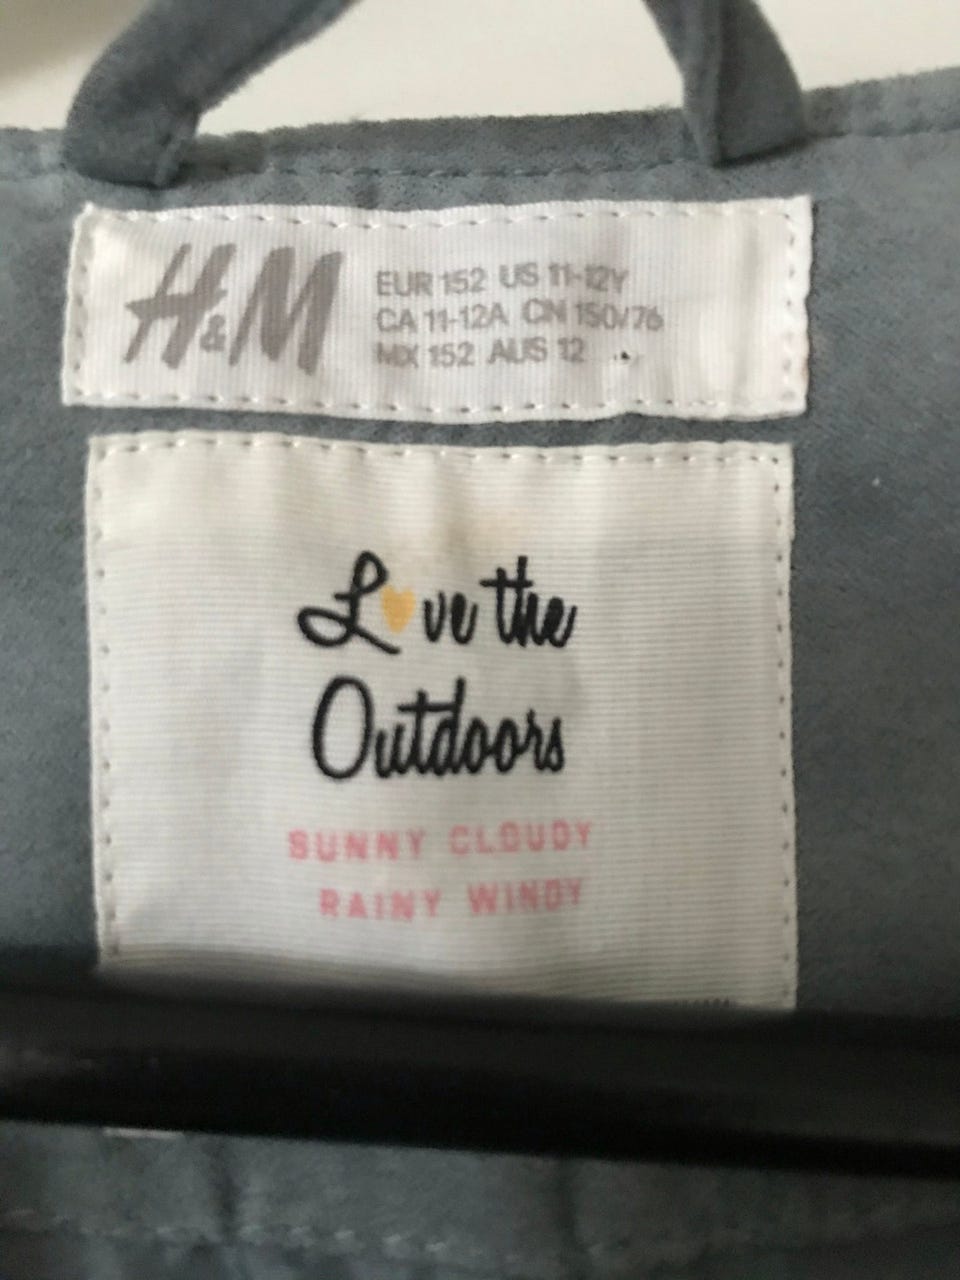 H&M
EUR 152 US 11-12Y
CA 11-12A CN 150/76
MX 152 AUS 12
Love the
Outdoors
SUNNY CLOUDY
RAINY WINDY